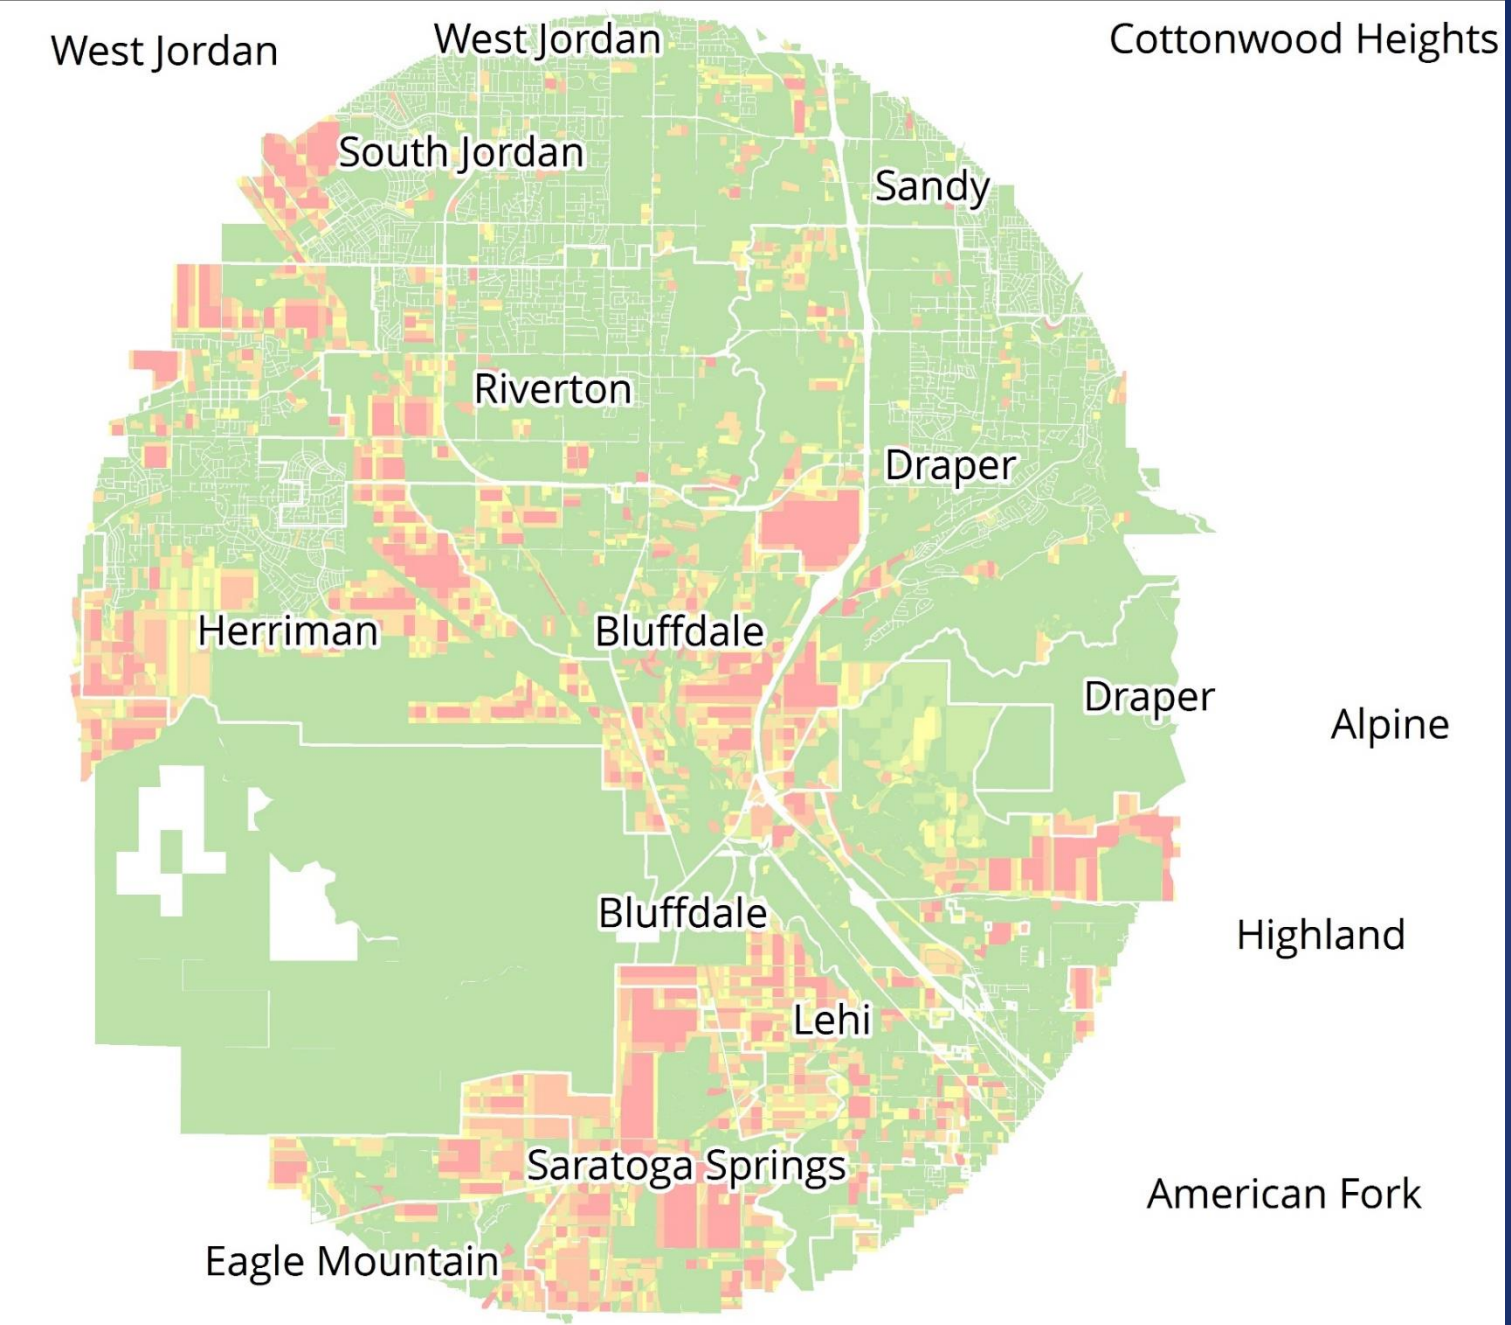 West Jordan
West Jordan
Cottonwood Heights
South Jordan
Sandy
Riverton
Draper
Herriman
Bluffdale
Draper
Alpine
Bluffdale
Highland
Lehi
Saratoga Springs
American Fork
Eagle Mountain